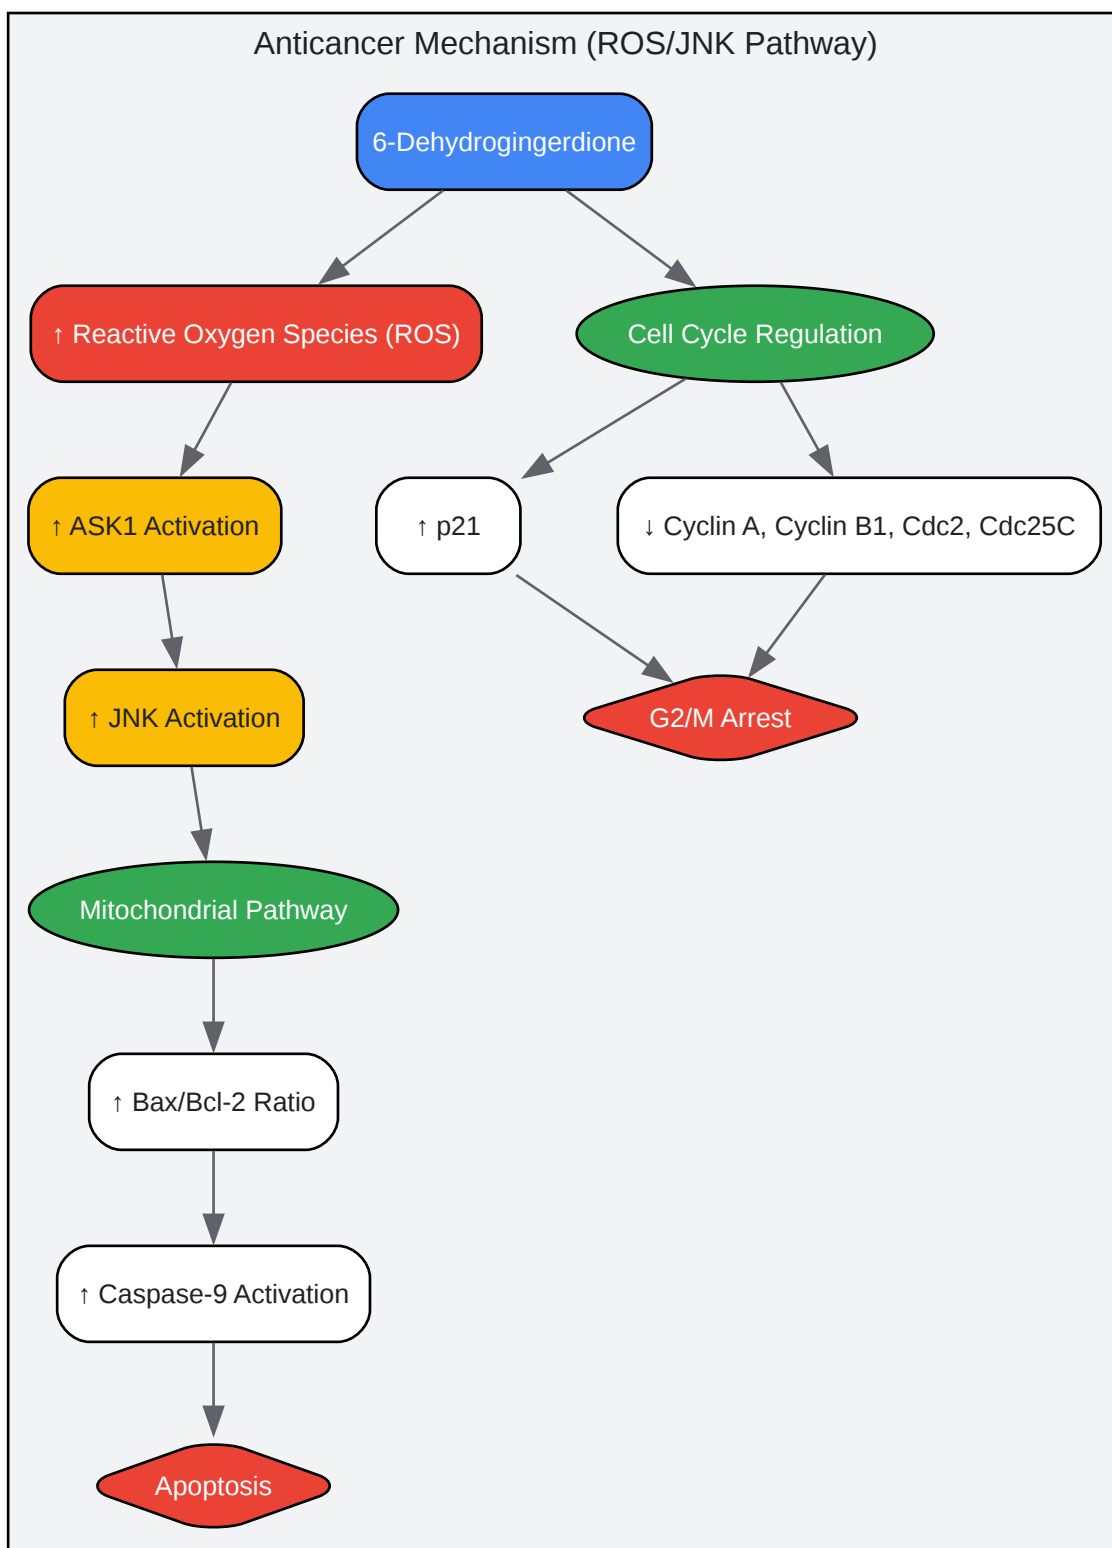 Anticancer Mechanism (ROS/JNK Pathway)
6-Dehydrogingerdione
↑ Reactive Oxygen Species (ROS)
Cell Cycle Regulation
↑ ASK1 Activation
↑ p21
↓ Cyclin A, Cyclin B1, Cdc2, Cdc25C
↑ JNK Activation
G2/M Arrest
Mitochondrial Pathway
↑ Bax/Bcl-2 Ratio
↑ Caspase-9 Activation
Apoptosis